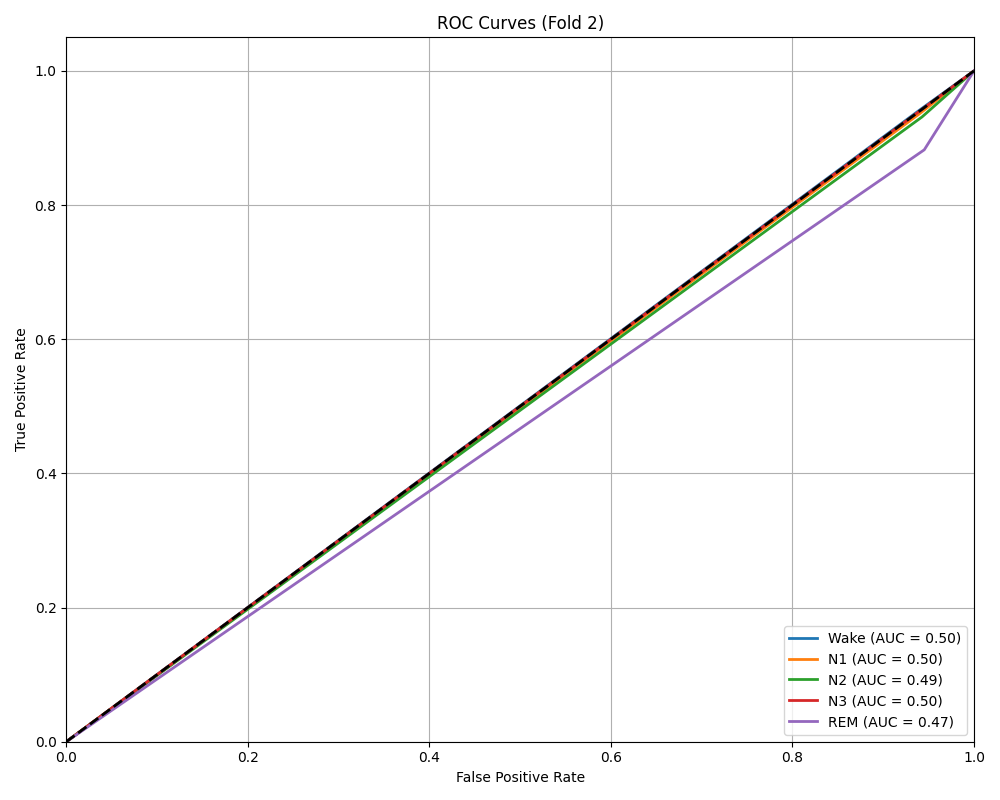 ROC Curves (Fold 2)
True Positive Rate
1.0
0.8
0.6
0.4
0.2
0.0
0.0 0.2 0.4 0.6 0.8 1.0
False Positive Rate
Wake (AUC = 0.50)
N1 (AUC = 0.50)
N2 (AUC = 0.49)
N3 (AUC = 0.50)
REM (AUC = 0.47)